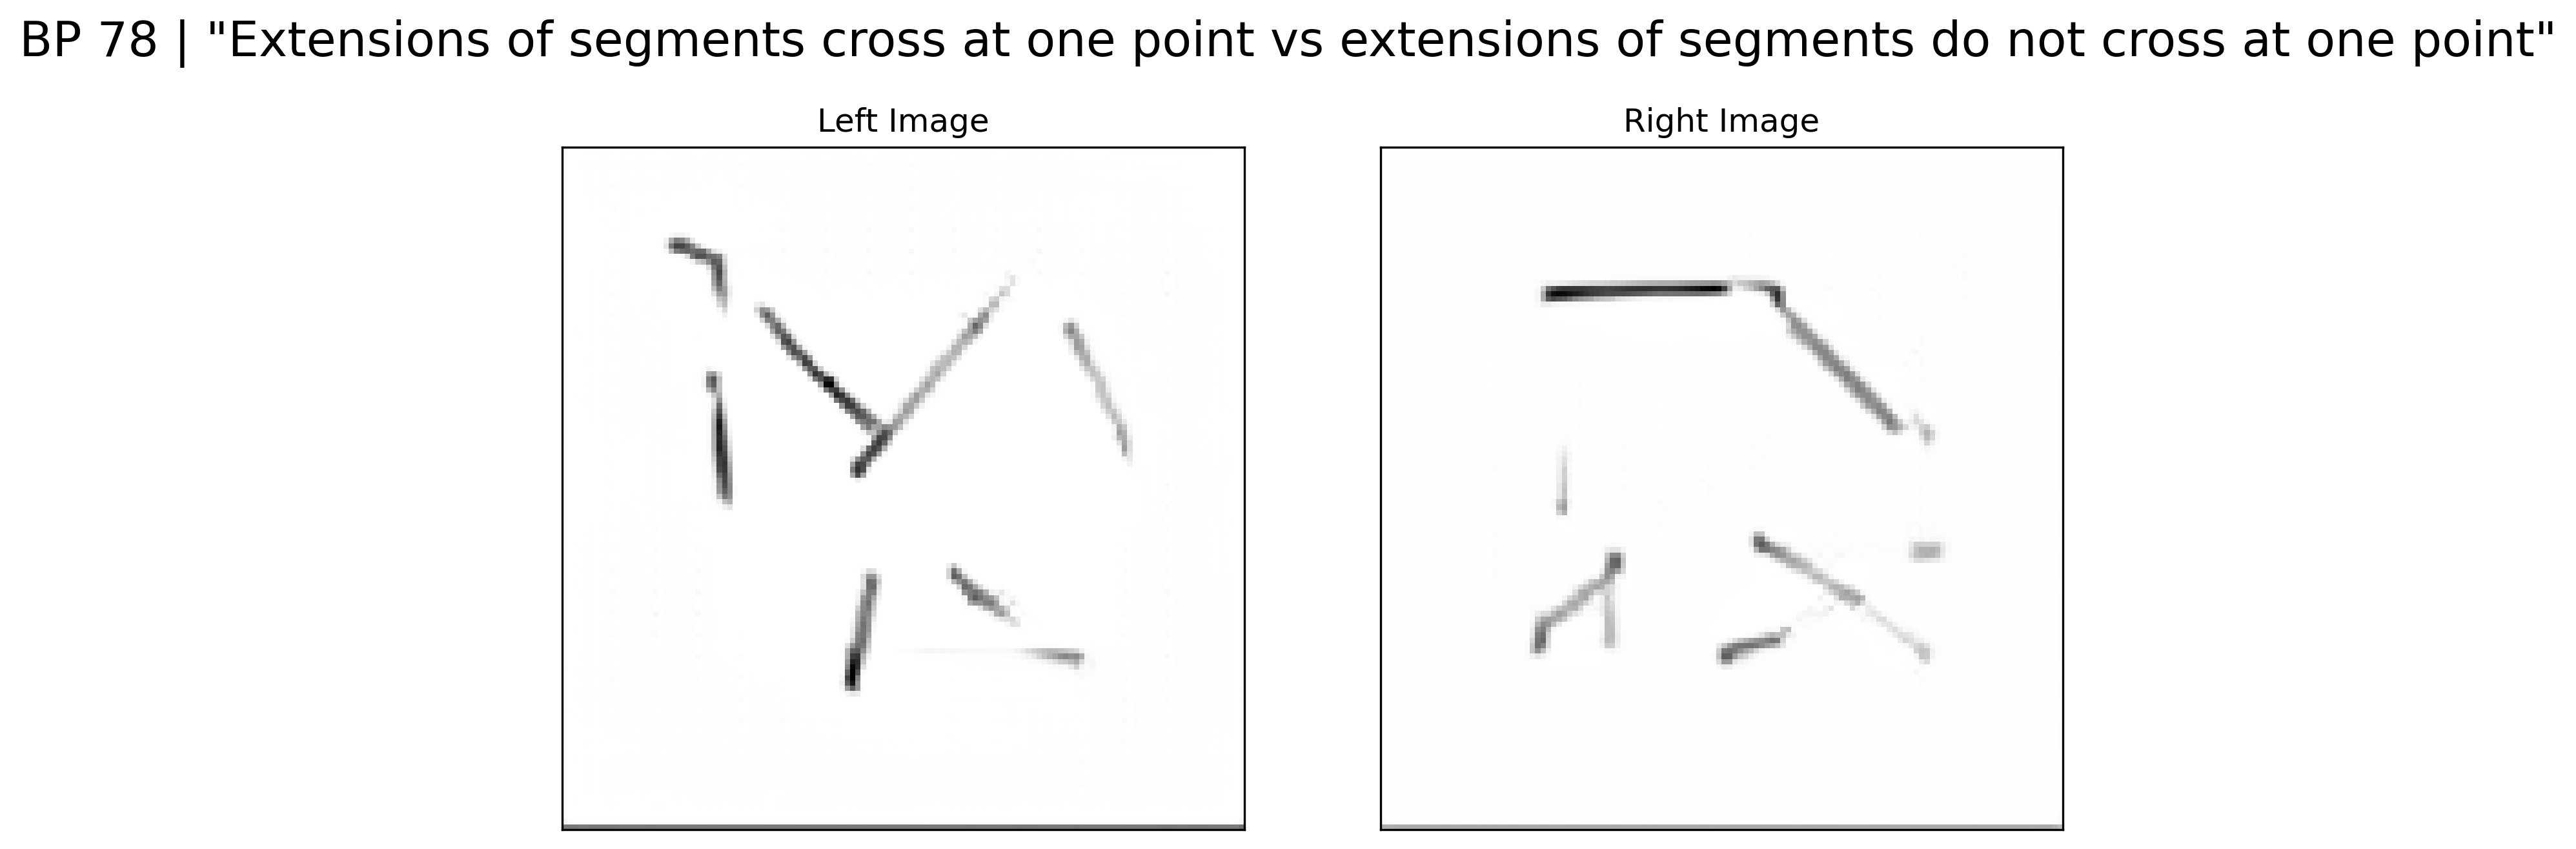 BP 78 | "Extensions of segments cross at one point vs extensions of segments do not cross at one point"
Left Image
Right Image